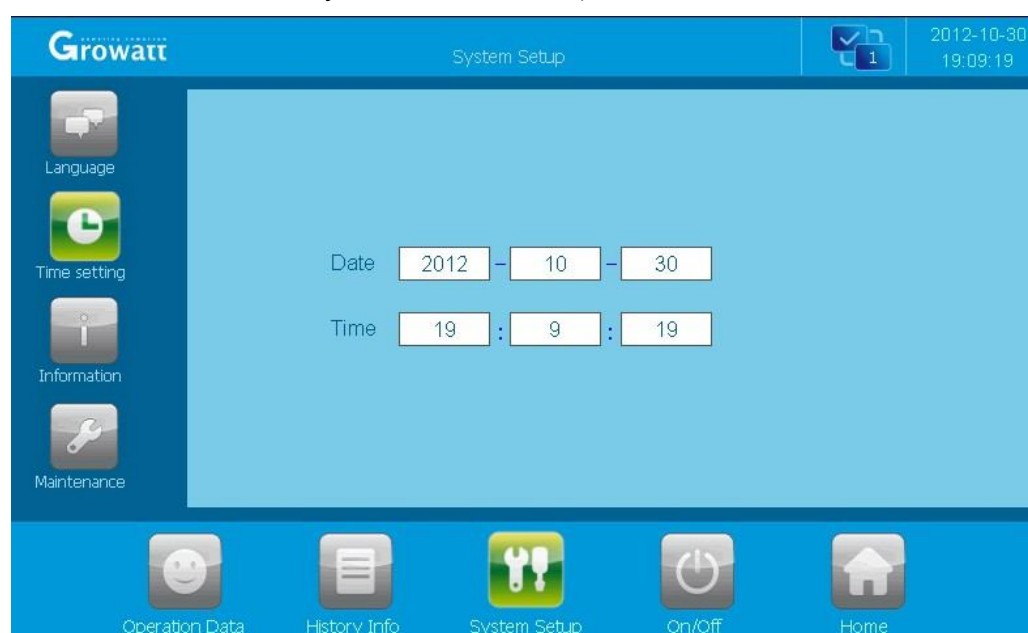 Growatt
System Setup
1
2012-10-30
19:09:19
Language
Time setting
Information
Maintenance
Date 2012 - 10 - 30
Time 19 : 9 : 19
Operation Data
History Info
System Setup
On/Off
Home